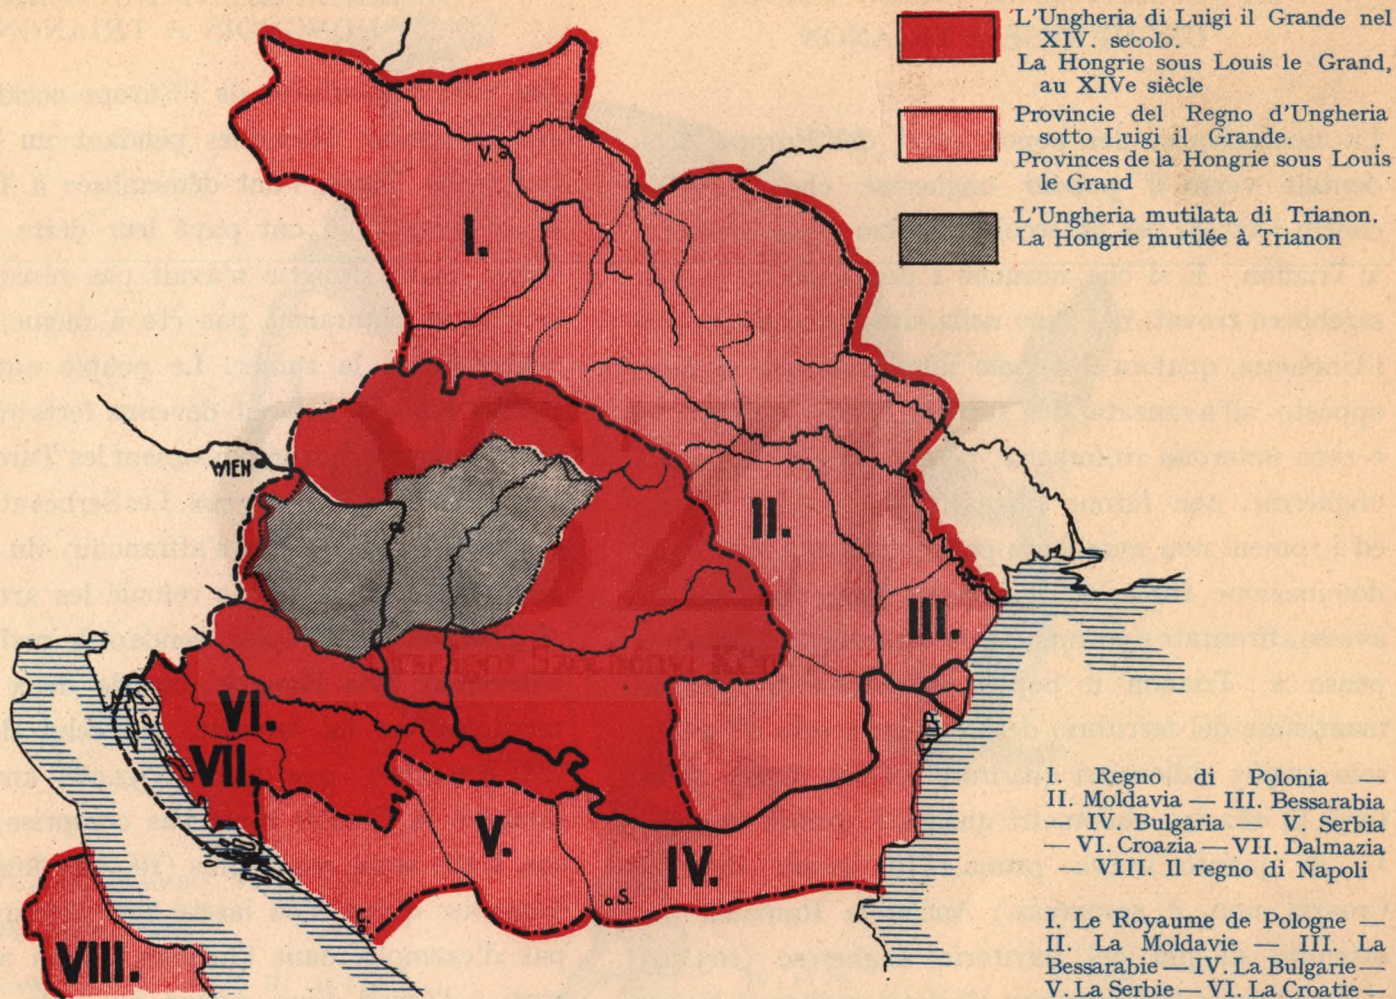 L'Ungheria di Luigi il Grande nel
XIV. secolo.
La Hongrie sous Louis le Grand,
au XIVe siècle
Provincie del Regno d'Ungheria
sotto Luigi il Grande.
Provinces de la Hongrie sous Louis
le Grand
L'Ungheria mutilata di Trianon.
La Hongrie mutilée à Trianon
V.
I.
WIEN
II.
III.
VI.
VII.
V.
IV.
S.
C.
VIII.
Regno di Polonia
II. Moldavia — III. Bessarabia
— IV. Bulgaria — V. Serbia
— VI. Croazia — VII. Dalmazia
— VIII. Il regno di Napoli
I. Le Royaume de Pologne —
II. La Moldavie — III. La
Bessarabie — IV. La Bulgarie —
V. La Serbie — VI. La Croatie —